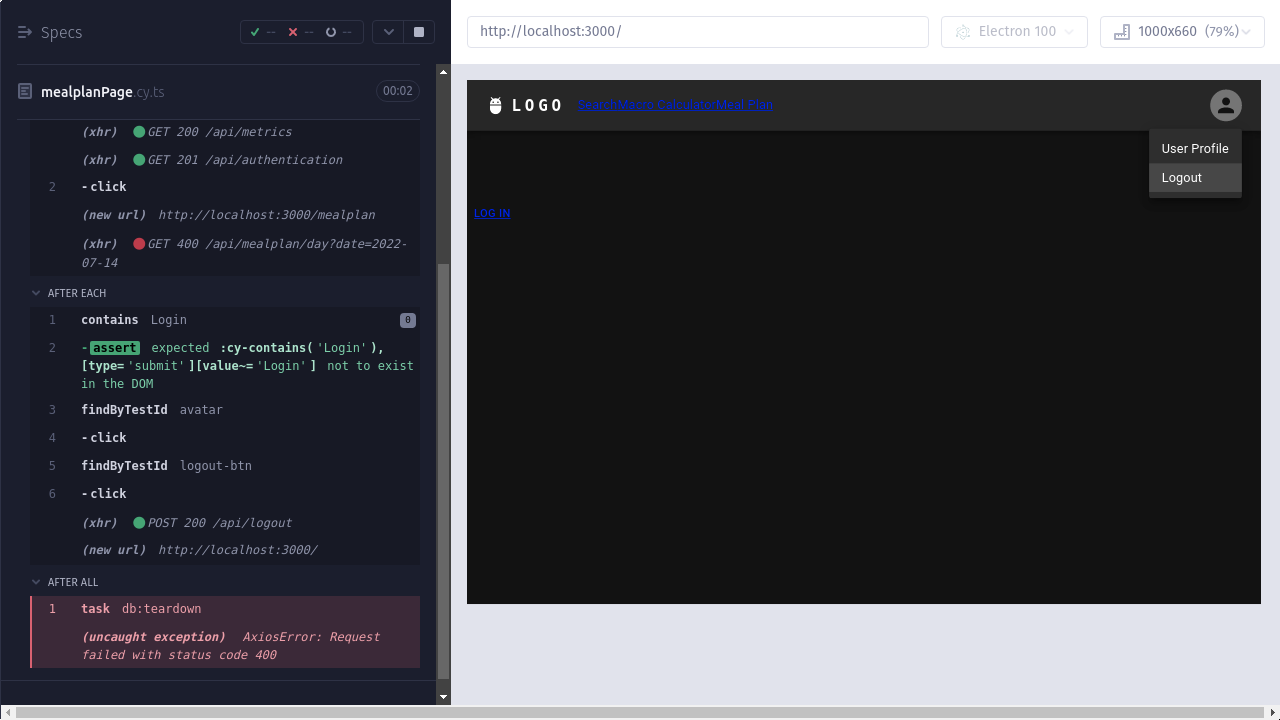 Specs
--
--
--
mealplanPage.cy.ts
00:02
(xhr) GET 200 /api/metrics
(xhr) GET 201 /api/authentication
2 -click
(new url) http://localhost:3000/mealplan
(xhr) GET 400 /api/mealplan/day?date=2022-
07-14
AFTER EACH
1 contains Login 0
2 -assert expected :cy-contains('Login'),
[type='submit'][value~='Login'] not to exist
in the DOM
3 findByTestId avatar
4 -click
5 findByTestId logout-btn
6 -click
(xhr) POST 200 /api/logout
(new url) http://localhost:3000/
AFTER ALL
1 task db:teardown
(uncaught exception) AxiosError: Request
failed with status code 400
http://localhost:3000/
Electron 100
1000x660 (79%)
LOGO
SearchMacro CalculatorMeal Plan
User Profile
Logout
LOG IN